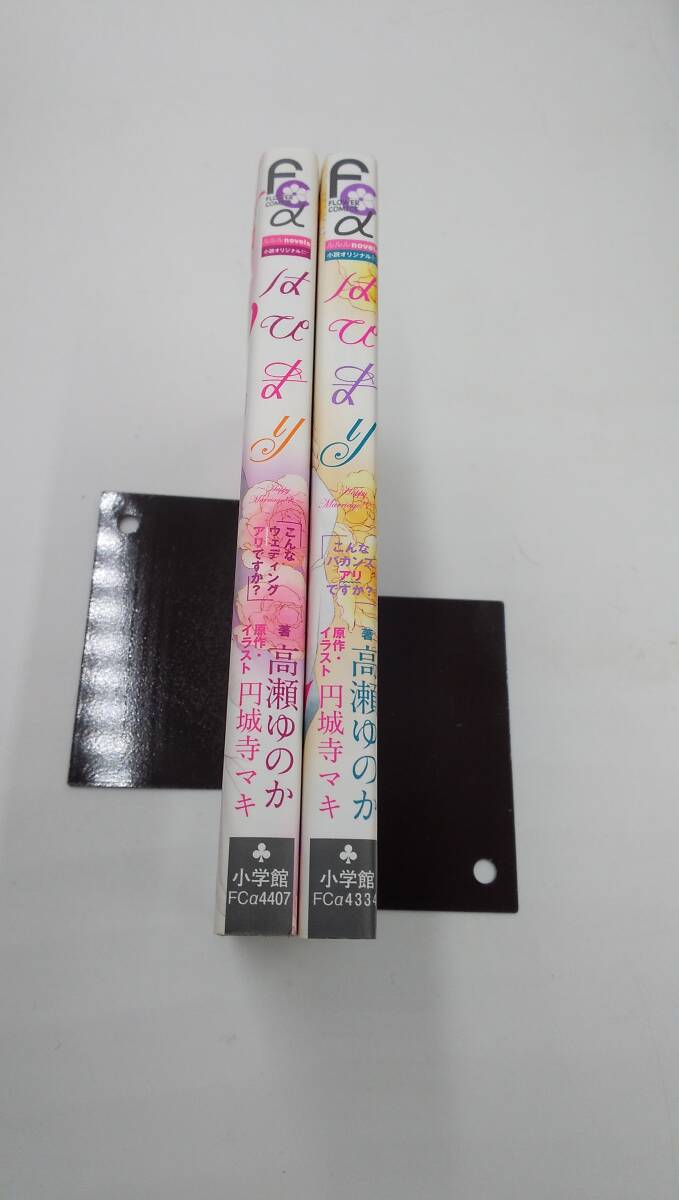 FCα
FLOWER
COMICS
ルルルnovels
小説オリジナル
はぴまり
Happy
Marriage?!
こんな
ウェディング
アリですか?
著 高瀬ゆのか
原作・
イラスト 円城寺マキ
小学館
FCα4407
FCα
FLOWER
COMICS
ルルルnovel
小説オリジナル
はぴまり
Happy
Marriage
こんな
バカンス
アリ
ですか?
著 高瀬ゆのか
原作・
イラスト 円城寺マキ
小学館
FCα4334